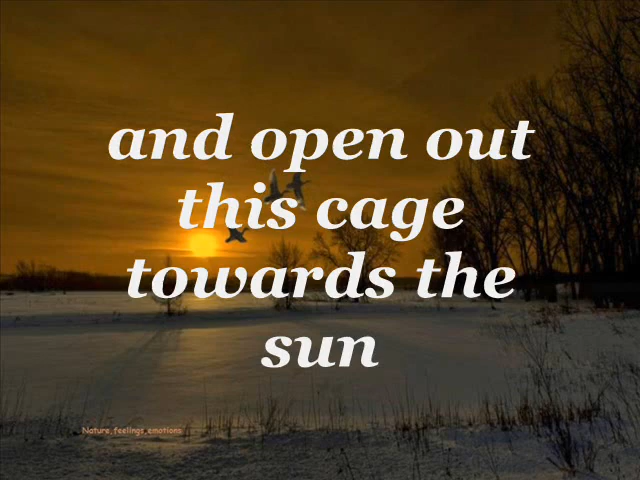 and open out
this cage
towards the
sun
Nature,feelings,emotions